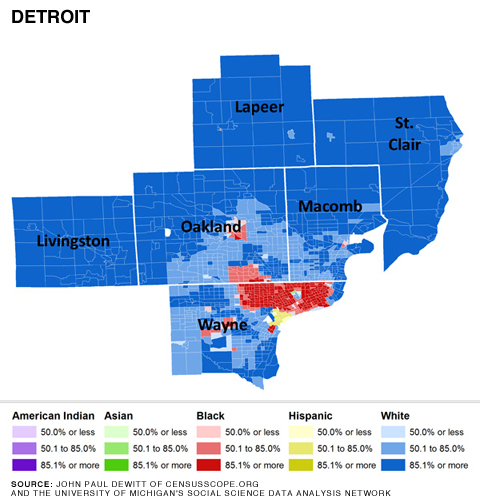 DETROIT
Lapeer
St.
Clair
Macomb
Oakland
Livingston
Wayne
American Indian Asian Black Hispanic White
50.0% or less 50.0% or less 50.0% or less 50.0% or less 50.0% or less
50.1 to 85.0% 50.1 to 85.0% 50.1 to 85.0% 50.1 to 85.0% 50.1 to 85.0%
85.1% or more 85.1% or more 85.1% or more 85.1% or more 85.1% or more
SOURCE: JOHN PAUL DEWITT OF CENSUSSCOPE.ORG
AND THE UNIVERSITY OF MICHIGAN'S SOCIAL SCIENCE DATA ANALYSIS NETWORK